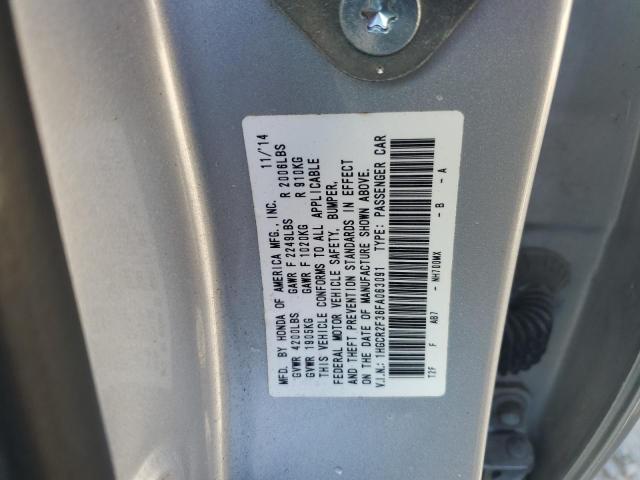 MFD. BY HONDA OF AMERICA MFG., INC. 11/'14
GVWR 4200LBS GAWR F 2249LBS R 2006LBS
GVWR 1905KG GAWR F 1020KG R 910KG
THIS VEHICLE CONFORMS TO ALL APPLICABLE
FEDERAL MOTOR VEHICLE SAFETY, BUMPER,
AND THEFT PREVENTION STANDARDS IN EFFECT
ON THE DATE OF MANUFACTURE SHOWN ABOVE.
V.I.N.: 1HGCR2F36FA063091 TYPE: PASSENGER CAR
T2F F AB7 - NH700MX - B - A